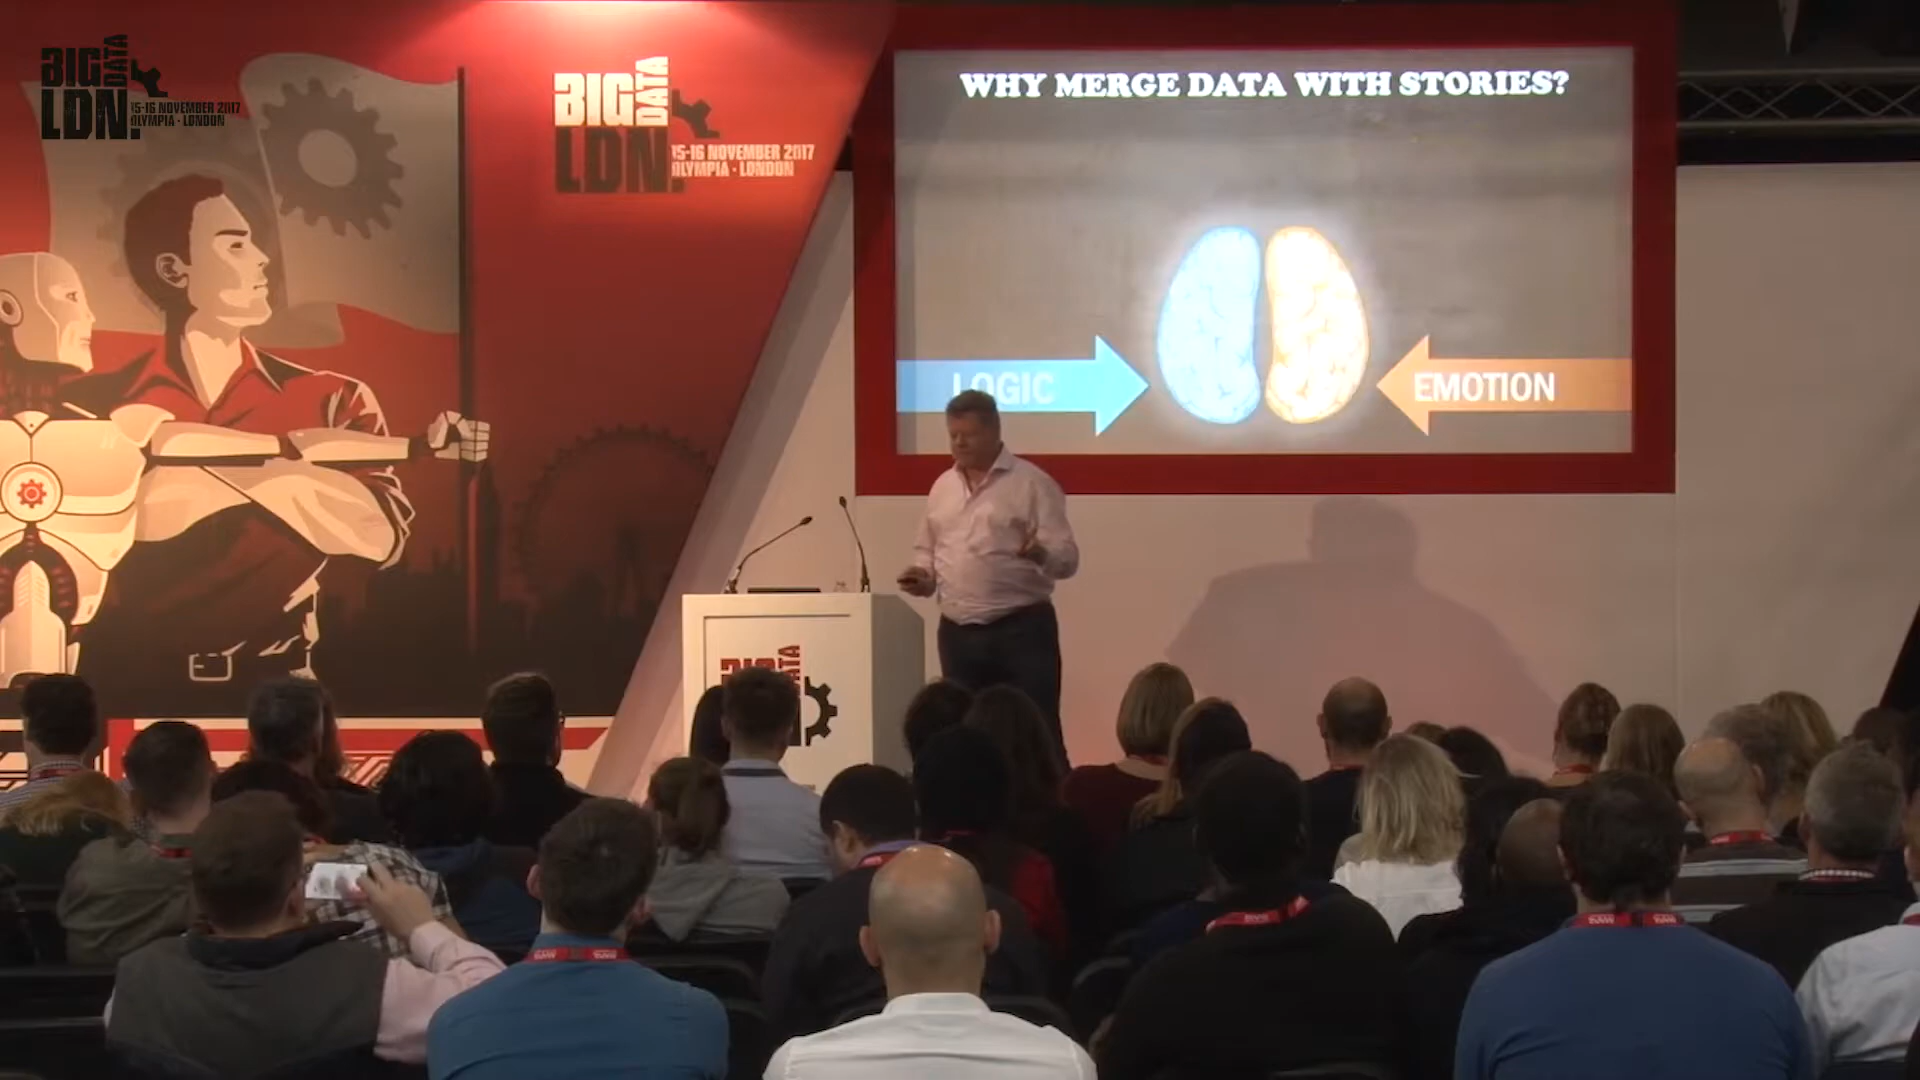 BIG
DATA
LDN.
15-16 NOVEMBER 2017
OLYMPIA - LONDON
BIG
DATA
LDN.
15-16 NOVEMBER 2017
OLYMPIA - LONDON
WHY MERGE DATA WITH STORIES?
LOGIC
EMOTION
BIG
DATA